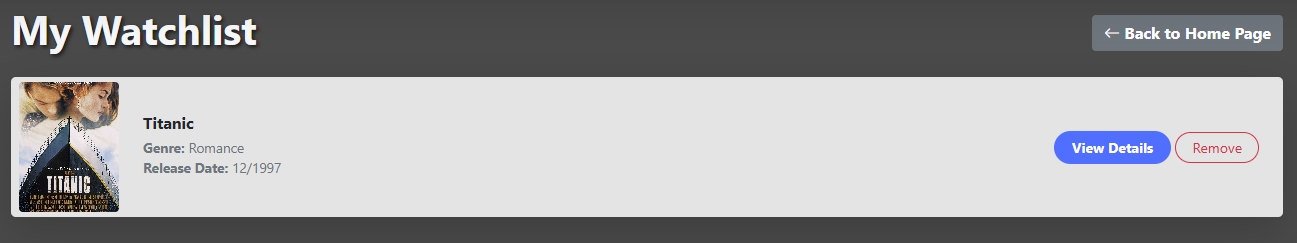 My Watchlist
← Back to Home Page
Titanic
Genre: Romance
Release Date: 12/1997
View Details
Remove
TITANIC